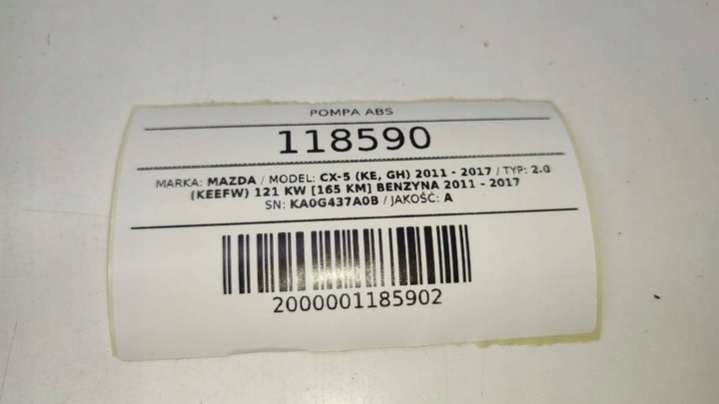 POMPA ABS
118590
MARKA: MAZDA / MODEL: CX-5 (KE, GH) 2011 - 2017 / TYP: 2.0
(KEEFW) 121 KW [165 KM] BENZYNA 2011 - 2017
SN: KA0G437A0B / JAKOŚĆ: A
2000001185902